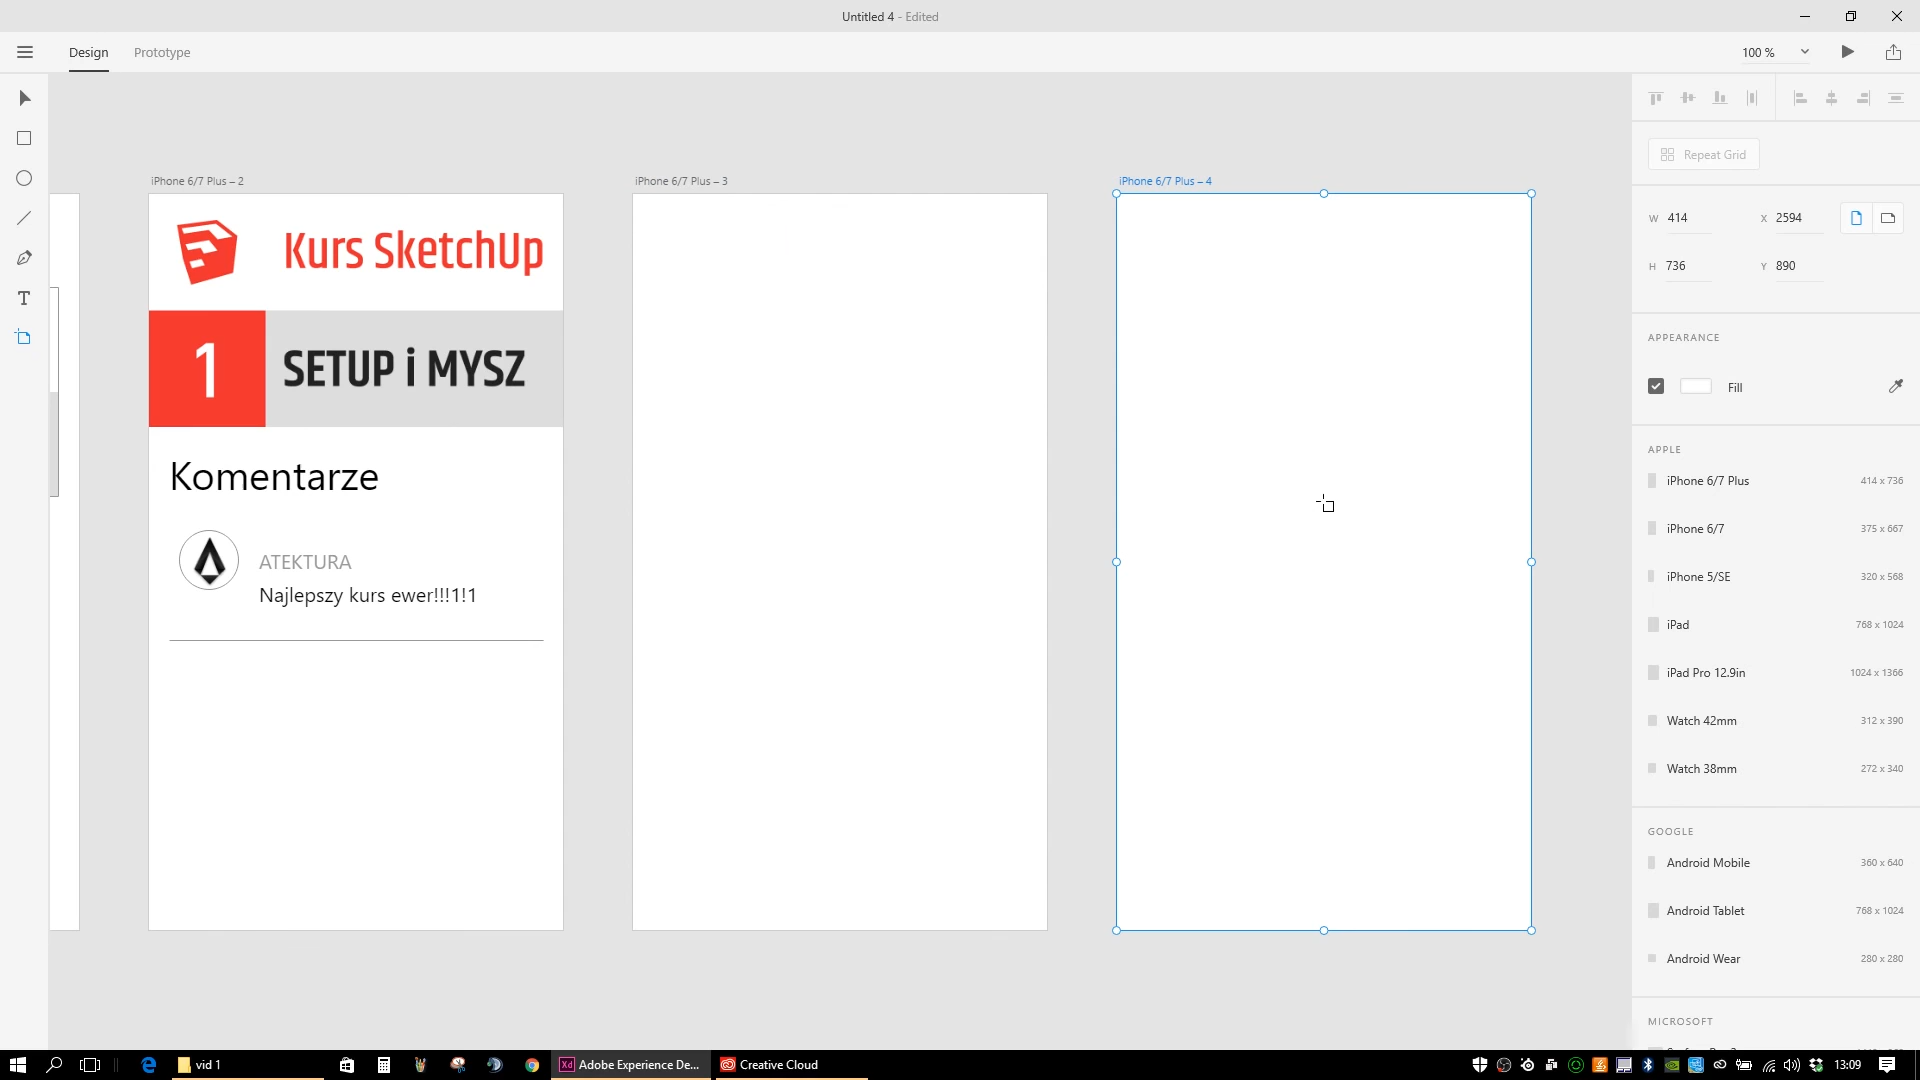 Untitled 4 - Edited
Design
Prototype
100 %
iPhone 6/7 Plus – 2
iPhone 6/7 Plus – 3
iPhone 6/7 Plus – 4
Kurs SketchUp
1
SETUP i MYSZ
Komentarze
ATEKTURA
Najlepszy kurs ewer!!!1!1
Repeat Grid
W 414
X 2594
H 736
Y 890
APPEARANCE
Fill
APPLE
iPhone 6/7 Plus 414 x 736
iPhone 6/7 375 x 667
iPhone 5/SE 320 x 568
iPad 768 x 1024
iPad Pro 12.9in 1024 x 1366
Watch 42mm 312 x 390
Watch 38mm 272 x 340
GOOGLE
Android Mobile 360 x 640
Android Tablet 768 x 1024
Android Wear 280 x 280
MICROSOFT
vid 1
Xd Adobe Experience De...
Creative Cloud
13:09